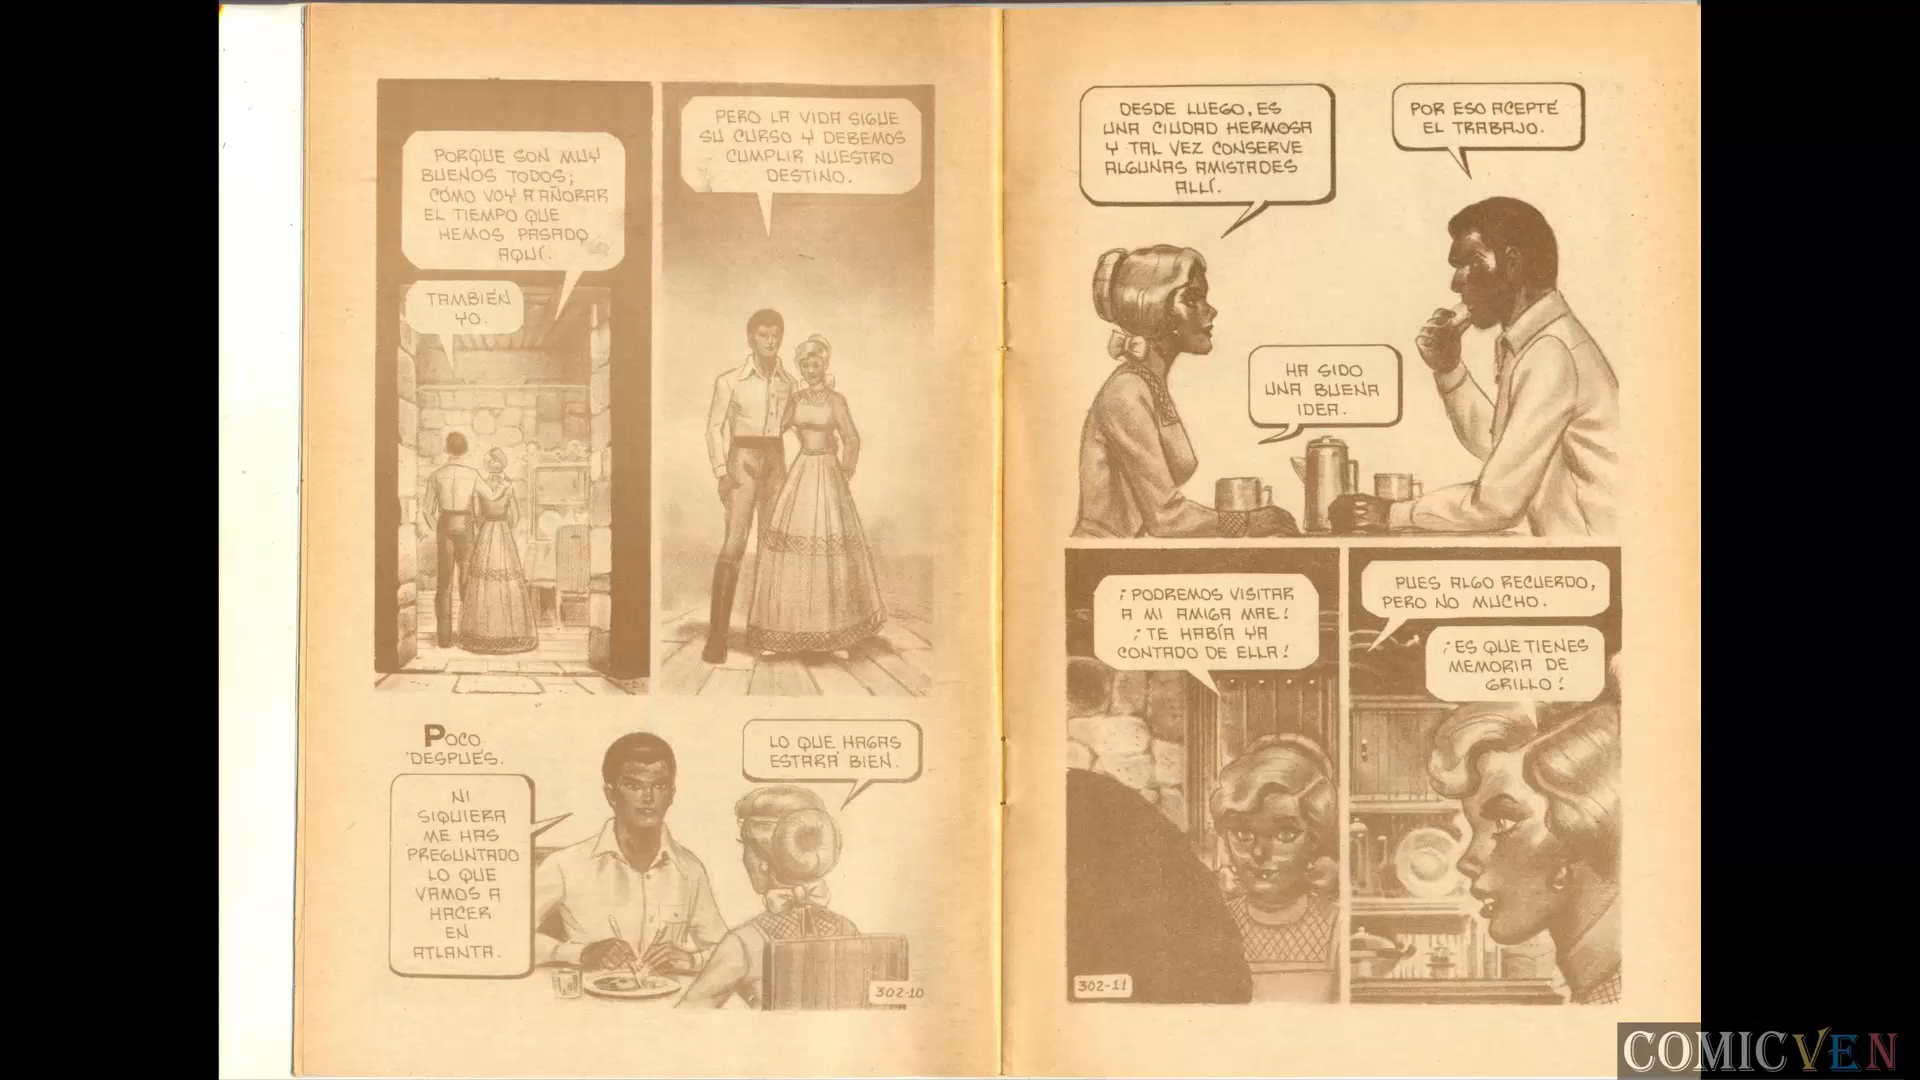 PORQUE SON MUY
BUENOS TODOS;
CÓMO VOY A AÑORAR
EL TIEMPO QUE
HEMOS PASADO
AQUÍ.
TAMBIÉN
YO.
PERO LA VIDA SIGUE
SU CURSO Y DEBEMOS
CUMPLIR NUESTRO
DESTINO.
POCO
DESPUÉS.
NI
SIQUIERA
ME HAS
PREGUNTADO
LO QUE
VAMOS A
HACER
EN
ATLANTA.
LO QUE HAGAS
ESTARÁ BIEN.
302-10
DESDE LUEGO, ES
UNA CIUDAD HERMOSA
Y TAL VEZ CONSERVE
ALGUNAS AMISTADES
ALLÍ.
POR ESO ACEPTÉ
EL TRABAJO.
HA SIDO
UNA BUENA
IDEA.
¡PODREMOS VISITAR
A MI AMIGA MAE!
¡TE HABÍA YA
CONTADO DE ELLA!
PUES ALGO RECUERDO,
PERO NO MUCHO.
¡ES QUE TIENES
MEMORIA DE
GRILLO!
302-11
COMICVEN